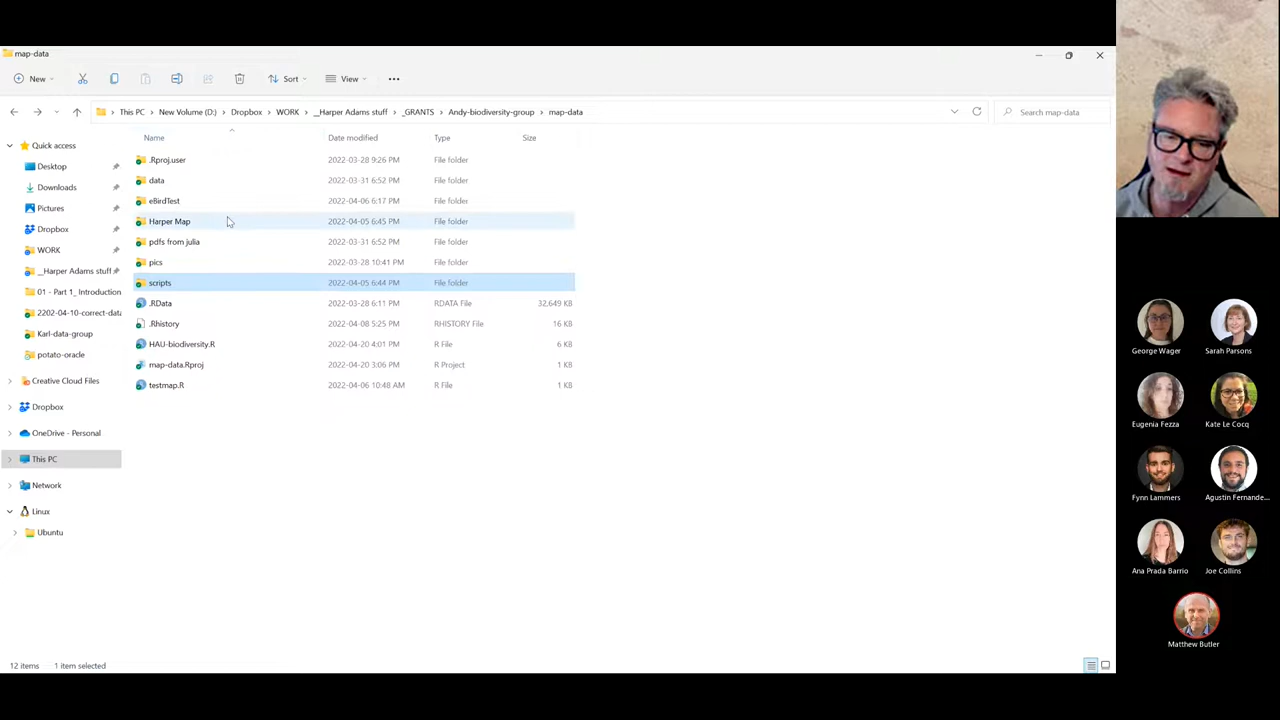 map-data
New
Sort
View
This PC > New Volume (D:) > Dropbox > WORK > __Harper Adams stuff > _GRANTS > Andy-biodiversity-group > map-data
Search map-data
Name Date modified Type Size
Quick access
Desktop
Downloads
Pictures
Dropbox
WORK
__Harper Adams stuff
01 - Part 1_ Introduction
2202-04-10-correct-data
Karl-data-group
potato-oracle
Creative Cloud Files
Dropbox
OneDrive - Personal
This PC
Network
Linux
Ubuntu
.Rproj.user 2022-03-28 9:26 PM File folder
data 2022-03-31 6:52 PM File folder
eBirdTest 2022-04-06 6:17 PM File folder
Harper Map 2022-04-05 6:45 PM File folder
pdfs from julia 2022-03-31 6:52 PM File folder
pics 2022-03-28 10:41 PM File folder
scripts 2022-04-05 6:44 PM File folder
.RData 2022-03-28 6:11 PM RDATA File 32,649 KB
.Rhistory 2022-04-08 5:25 PM RHISTORY File 16 KB
HAU-biodiversity.R 2022-04-20 4:01 PM R File 6 KB
map-data.Rproj 2022-04-20 3:06 PM R Project 1 KB
testmap.R 2022-04-06 10:48 AM R File 1 KB
12 items 1 item selected
George Wager
Sarah Parsons
Eugenia Fezza
Kate Le Cocq
Fynn Lammers
Agustin Fernande...
Ana Prada Barrio
Joe Collins
Matthew Butler